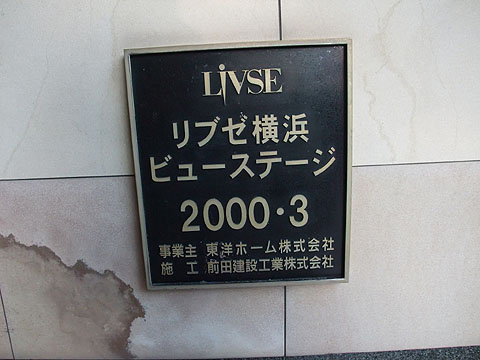 LiVSE
リブゼ横浜
ビューステージ
2000・3
事業主 東洋ホーム株式会社
施工 前田建設工業株式会社